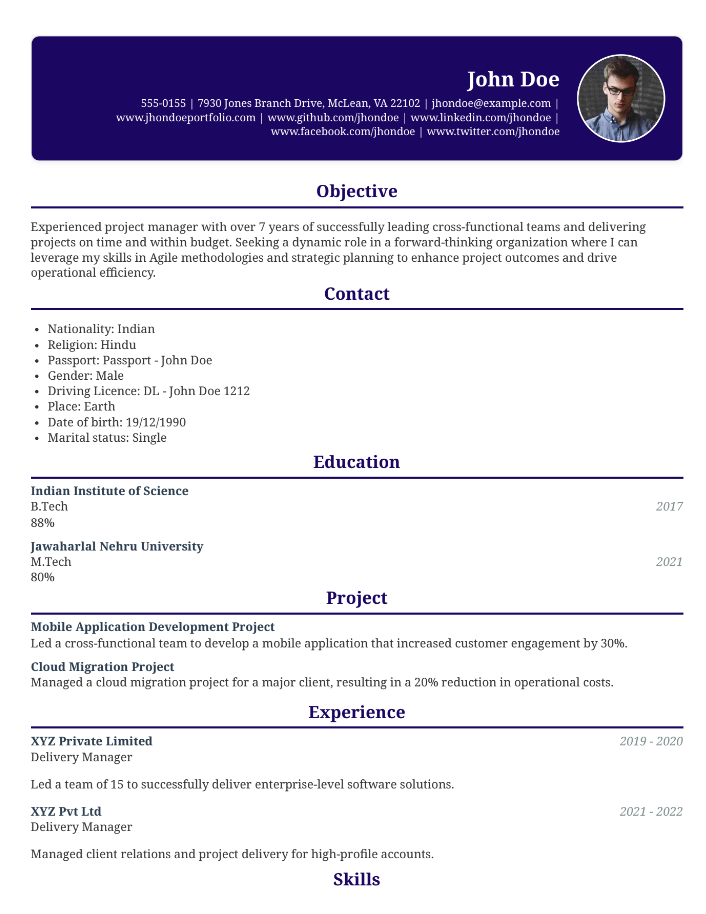 John Doe
555-0155 | 7930 Jones Branch Drive, McLean, VA 22102 | jhondoe@example.com |
www.jhondoeportfolio.com | www.github.com/jhondoe | www.linkedin.com/jhondoe |
www.facebook.com/jhondoe | www.twitter.com/jhondoe
Objective
Experienced project manager with over 7 years of successfully leading cross-functional teams and delivering
projects on time and within budget. Seeking a dynamic role in a forward-thinking organization where I can
leverage my skills in Agile methodologies and strategic planning to enhance project outcomes and drive
operational efficiency.
Contact
• Nationality: Indian
• Religion: Hindu
• Passport: Passport - John Doe
• Gender: Male
• Driving Licence: DL - John Doe 1212
• Place: Earth
• Date of birth: 19/12/1990
• Marital status: Single
Education
Indian Institute of Science
B.Tech 2017
88%
Jawaharlal Nehru University
M.Tech 2021
80%
Project
Mobile Application Development Project
Led a cross-functional team to develop a mobile application that increased customer engagement by 30%.
Cloud Migration Project
Managed a cloud migration project for a major client, resulting in a 20% reduction in operational costs.
Experience
XYZ Private Limited 2019 - 2020
Delivery Manager
Led a team of 15 to successfully deliver enterprise-level software solutions.
XYZ Pvt Ltd 2021 - 2022
Delivery Manager
Managed client relations and project delivery for high-profile accounts.
Skills